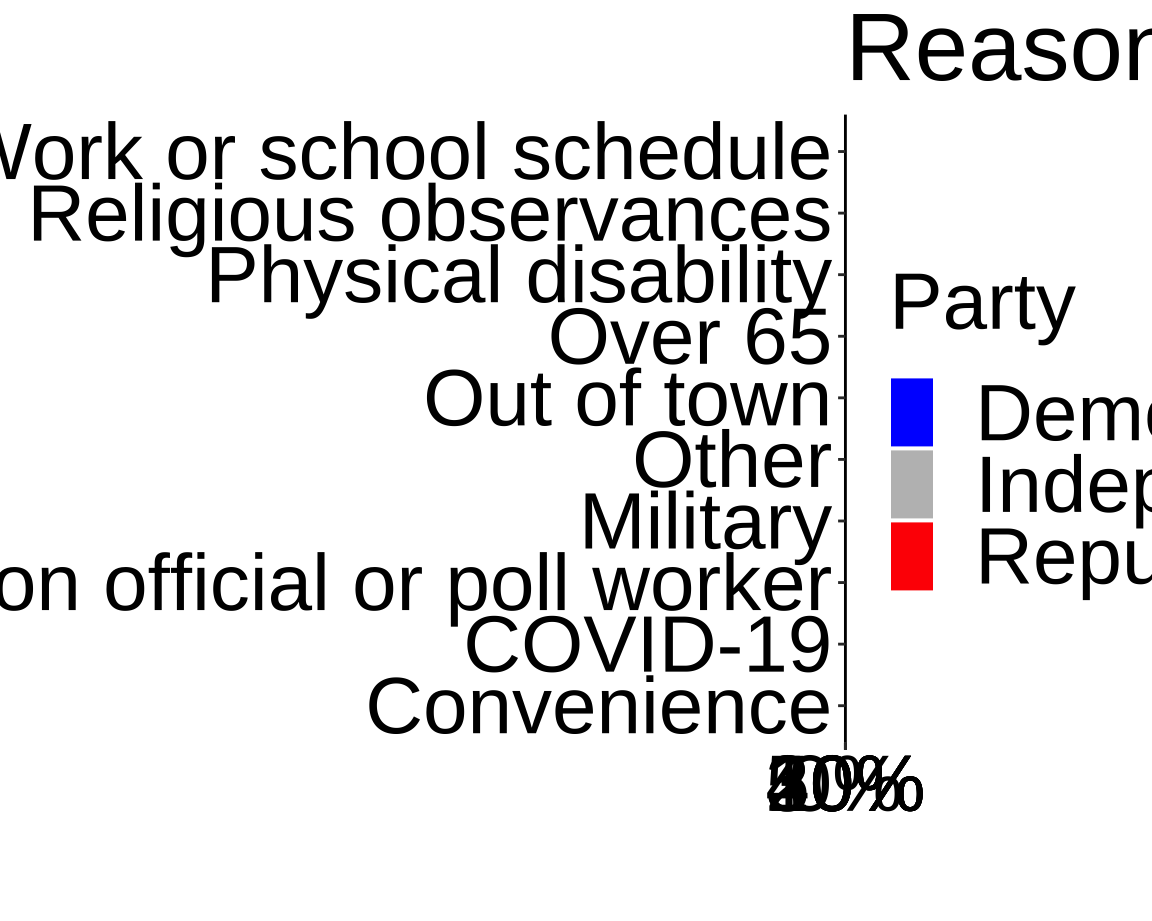 Reason
Work or school schedule
Religious observances
Physical disability
Over 65
Out of town
Other
Military
on official or poll worker
COVID-19
Convenience
Party
Demo
Indep
Repu